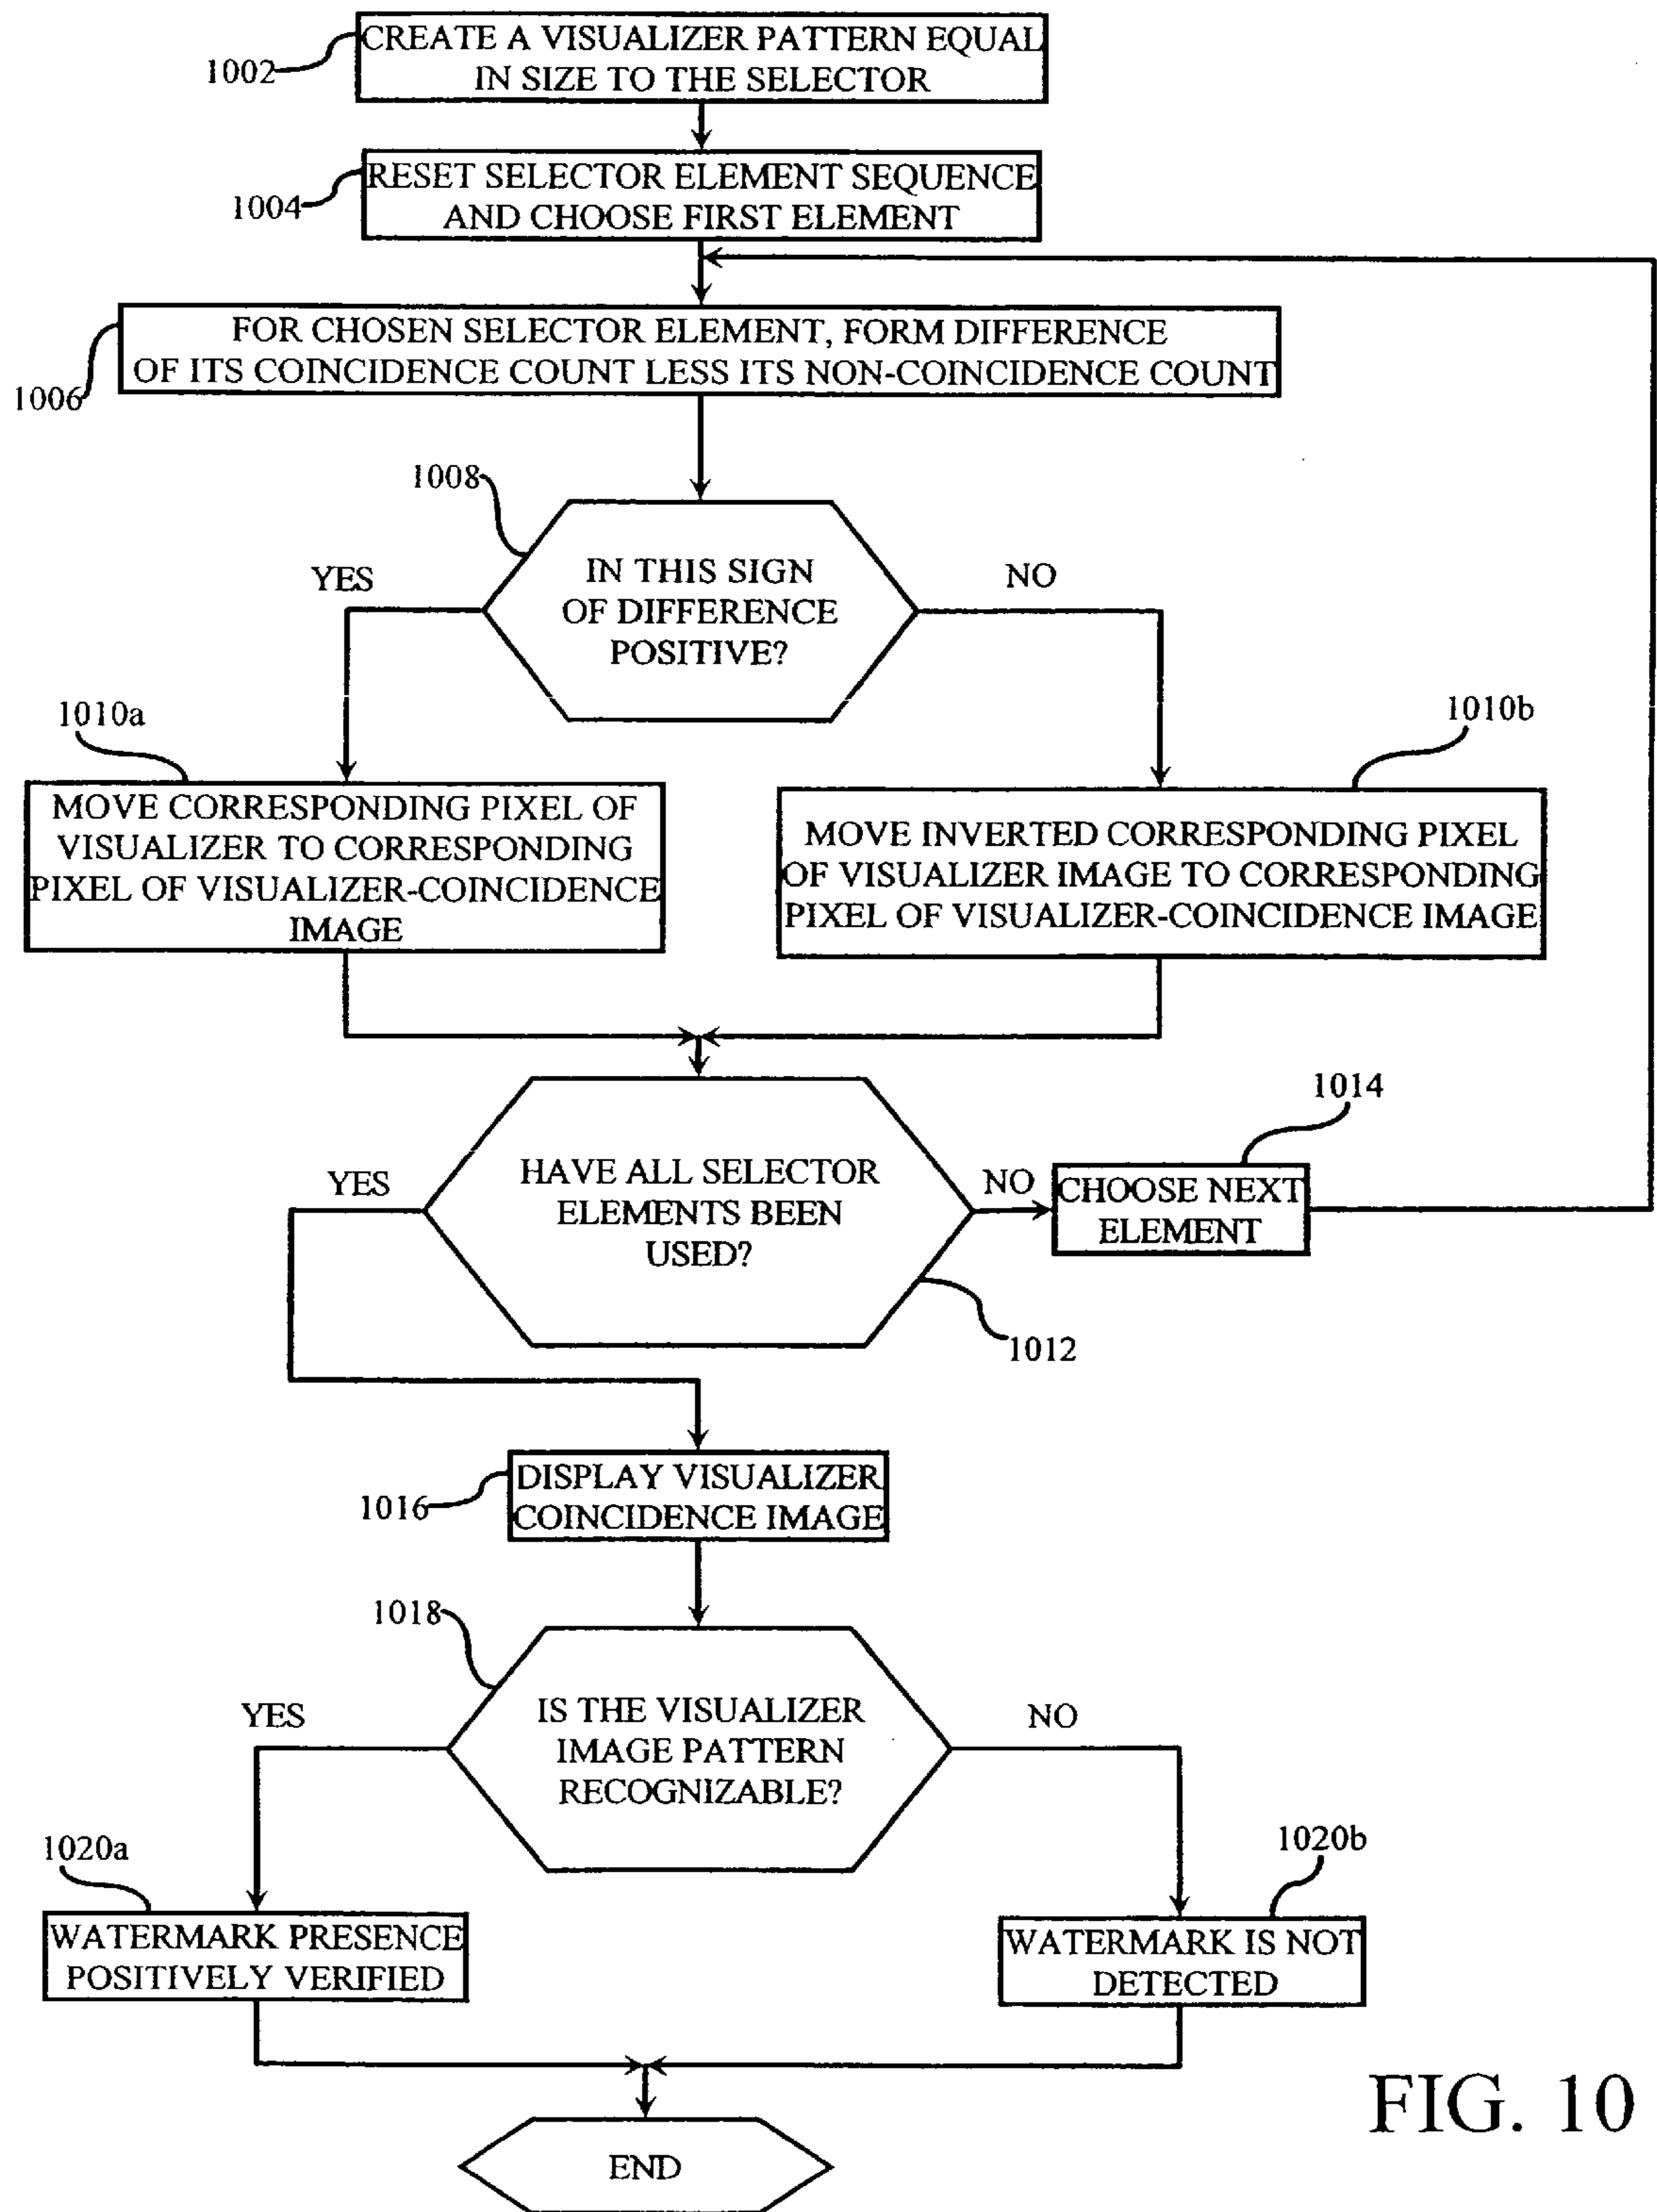 CREATE A VISUALIZER PATTERN EQUAL
IN SIZE TO THE SELECTOR
1002
RESET SELECTOR ELEMENT SEQUENCE
AND CHOOSE FIRST ELEMENT
1004
FOR CHOSEN SELECTOR ELEMENT, FORM DIFFERENCE
OF ITS COINCIDENCE COUNT LESS ITS NON-COINCIDENCE COUNT
1006
1008
IN THIS SIGN
OF DIFFERENCE
POSITIVE?
YES
NO
1010a
1010b
MOVE CORRESPONDING PIXEL OF
VISUALIZER TO CORRESPONDING
PIXEL OF VISUALIZER-COINCIDENCE
IMAGE
MOVE INVERTED CORRESPONDING PIXEL
OF VISUALIZER IMAGE TO CORRESPONDING
PIXEL OF VISUALIZER-COINCIDENCE IMAGE
1014
YES
HAVE ALL SELECTOR
ELEMENTS BEEN
USED?
NO
CHOOSE NEXT
ELEMENT
1012
DISPLAY VISUALIZER
COINCIDENCE IMAGE
1016
1018
YES
IS THE VISUALIZER
IMAGE PATTERN
RECOGNIZABLE?
NO
1020a
1020b
WATERMARK PRESENCE
POSITIVELY VERIFIED
WATERMARK IS NOT
DETECTED
FIG. 10
END